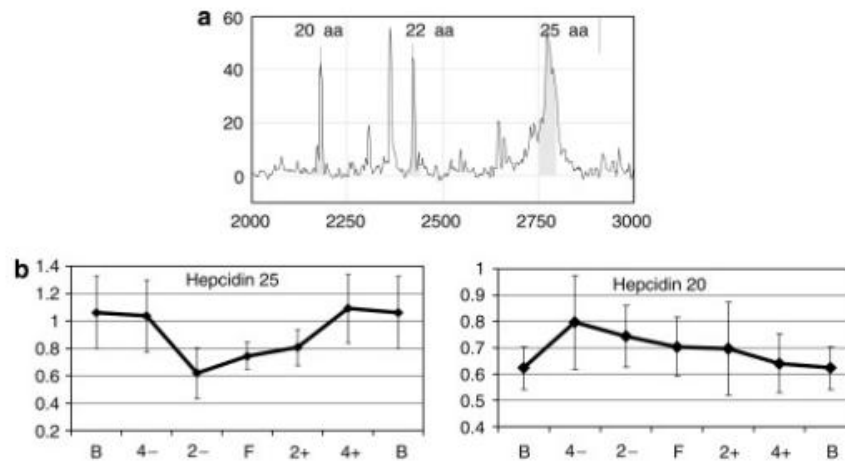 a
20 aa 22 aa 25 aa
60
40
20
0
2000 2250 2500 2750 3000
b
Hepcidin 25
1.4
1.2
1
0.8
0.6
0.4
0.2
B 4− 2− F 2+ 4+ B
Hepcidin 20
1
0.9
0.8
0.7
0.6
0.5
0.4
B 4− 2− F 2+ 4+ B